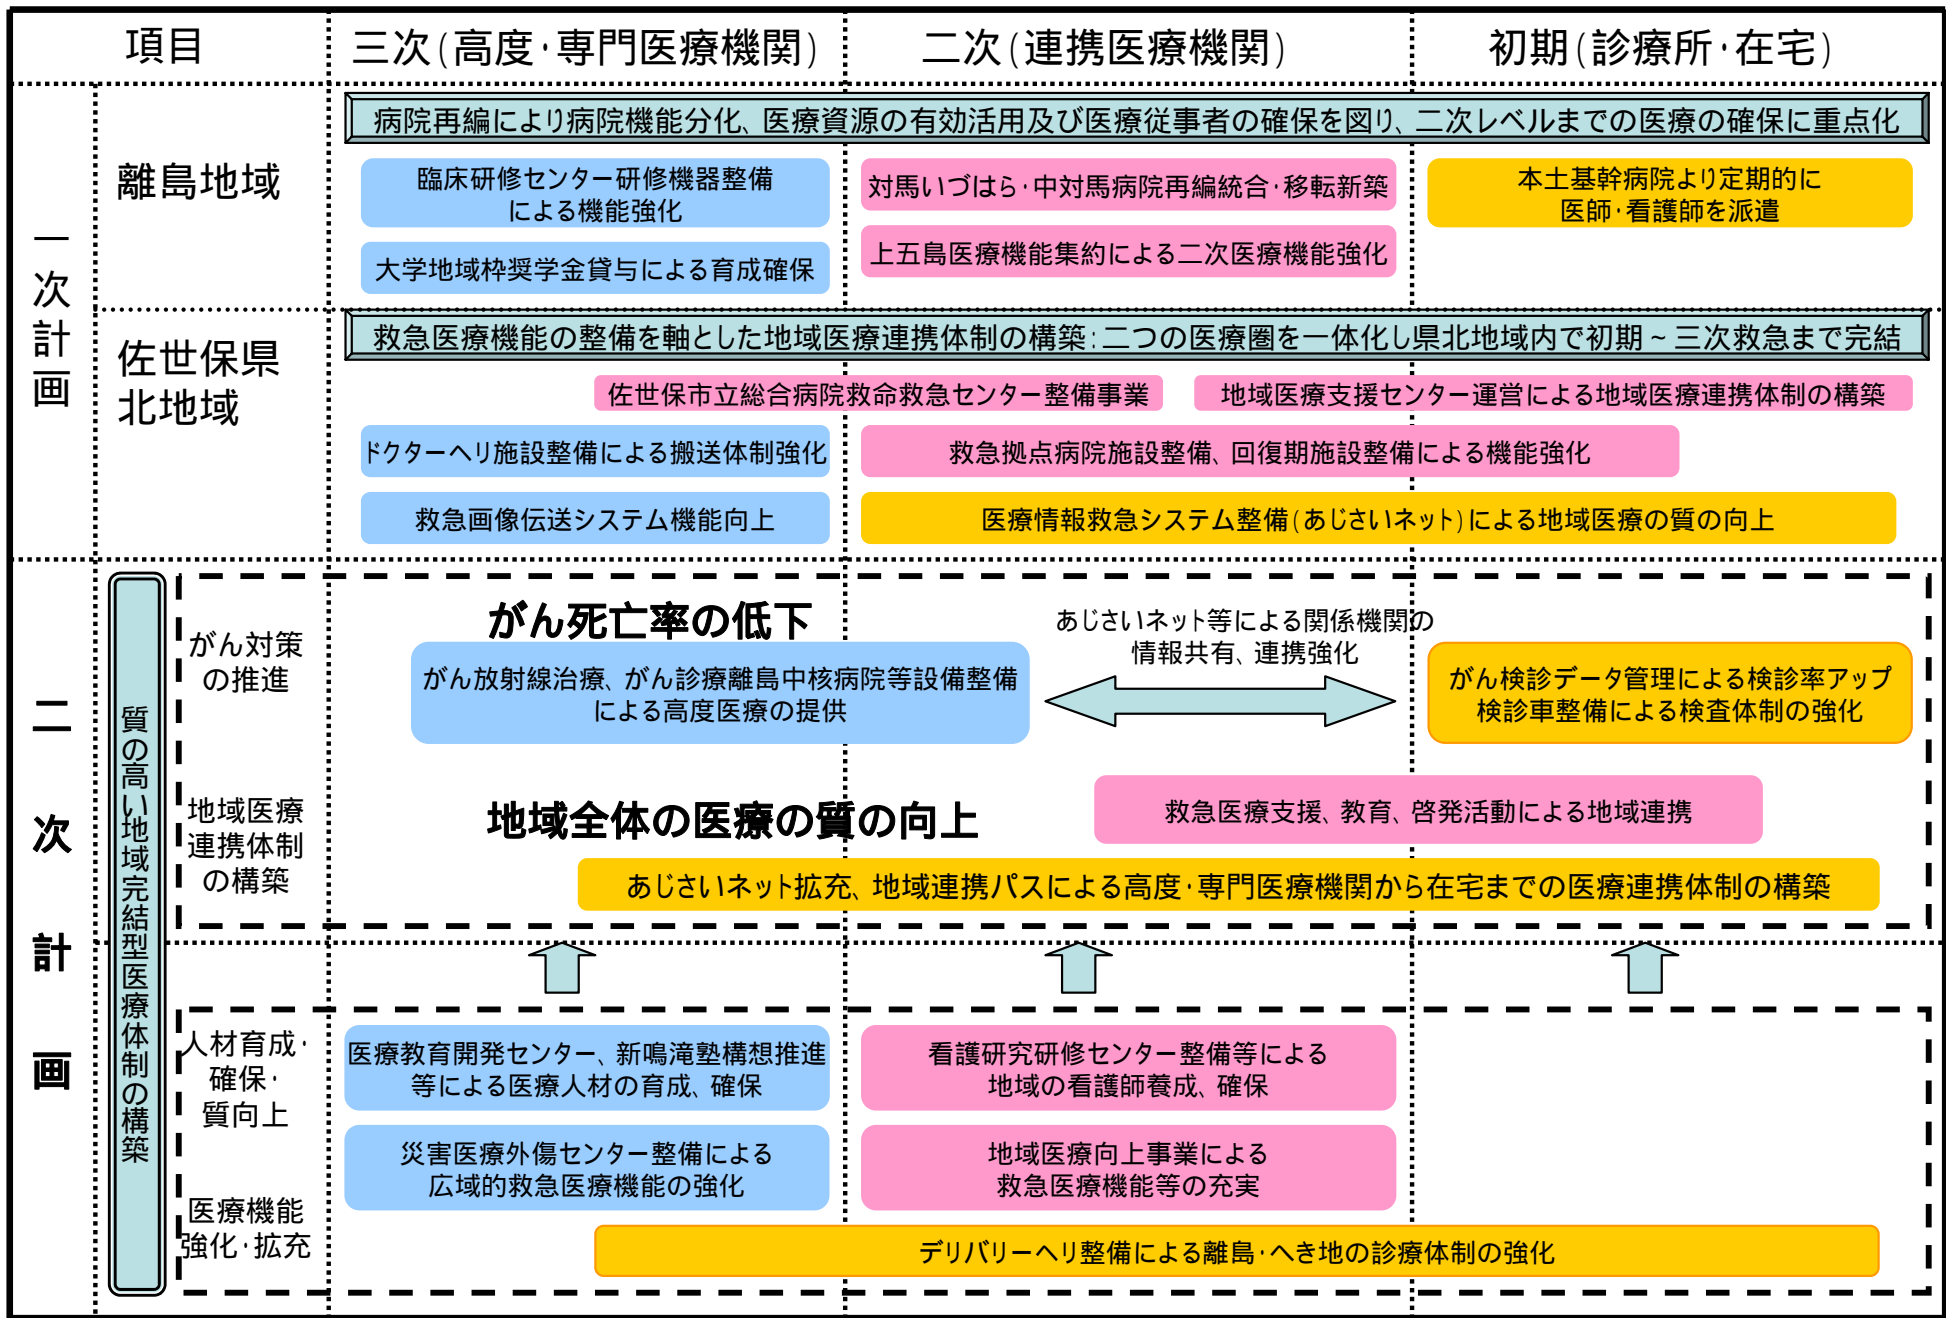 項目
三次(高度・専門医療機関)
二次(連携医療機関)
初期(診療所・在宅)
一次計画
離島地域
病院再編により病院機能分化、医療資源の有効活用及び医療従事者の確保を図り、二次レベルまでの医療の確保に重点化
臨床研修センター研修機器整備
による機能強化
大学地域枠奨学金貸与による育成確保
対馬いづはら・中対馬病院再編統合・移転新築
上五島医療機能集約による二次医療機能強化
本土基幹病院より定期的に
医師・看護師を派遣
佐世保県
北地域
救急医療機能の整備を軸とした地域医療連携体制の構築:二つの医療圏を一体化し県北地域内で初期~三次救急まで完結
佐世保市立総合病院救命救急センター整備事業
地域医療支援センター運営による地域医療連携体制の構築
ドクターヘリ施設整備による搬送体制強化
救急拠点病院施設整備、回復期施設整備による機能強化
救急画像伝送システム機能向上
医療情報救急システム整備(あじさいネット)による地域医療の質の向上
二次計画
質の高い地域完結型医療体制の構築
がん対策
の推進
がん死亡率の低下
がん放射線治療、がん診療離島中核病院等設備整備
による高度医療の提供
あじさいネット等による関係機関の
情報共有、連携強化
がん検診データ管理による検診率アップ
検診車整備による検査体制の強化
地域医療
連携体制
の構築
地域全体の医療の質の向上
救急医療支援、教育、啓発活動による地域連携
あじさいネット拡充、地域連携パスによる高度・専門医療機関から在宅までの医療連携体制の構築
人材育成・
確保・
質向上
医療教育開発センター、新鳴滝塾構想推進
等による医療人材の育成、確保
看護研究研修センター整備等による
地域の看護師養成、確保
医療機能
強化・拡充
災害医療外傷センター整備による
広域的救急医療機能の強化
地域医療向上事業による
救急医療機能等の充実
デリバリーヘリ整備による離島・へき地の診療体制の強化